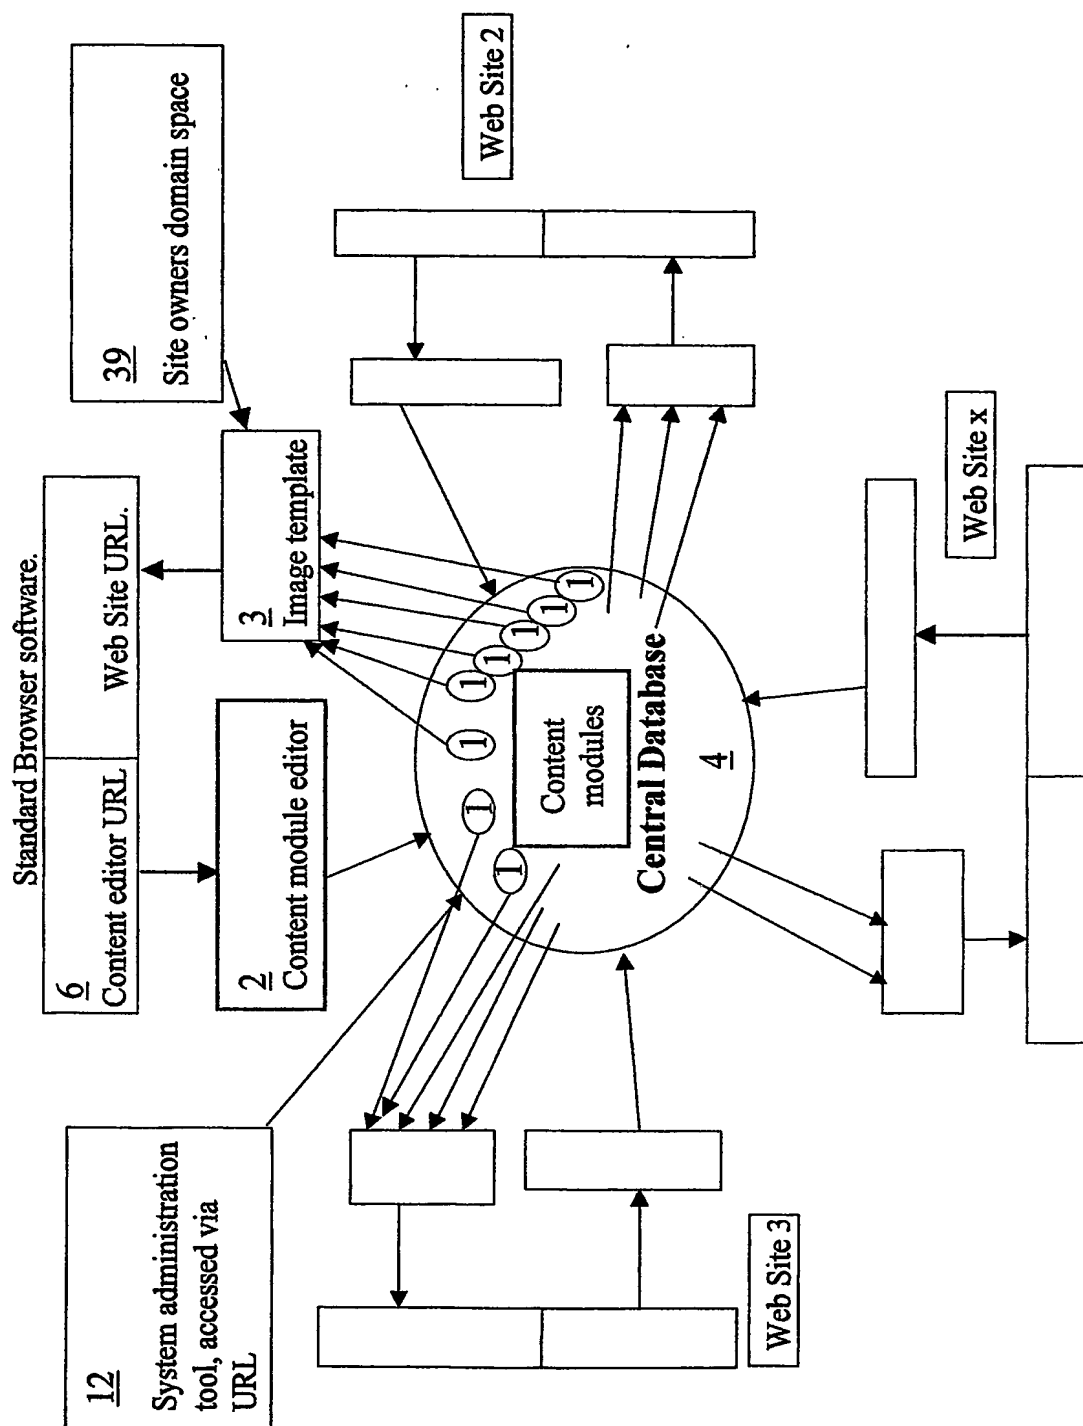 Standard Browser software.
6
Content editor URL
Web Site URL.
12
System administration
tool, accessed via
URL
2
Content module editor
3
Image template
39
Site owners domain space
1
1
1
1
1
1
1
1
Content
modules
Central Database
4
Web Site 3
Web Site x
Web Site 2